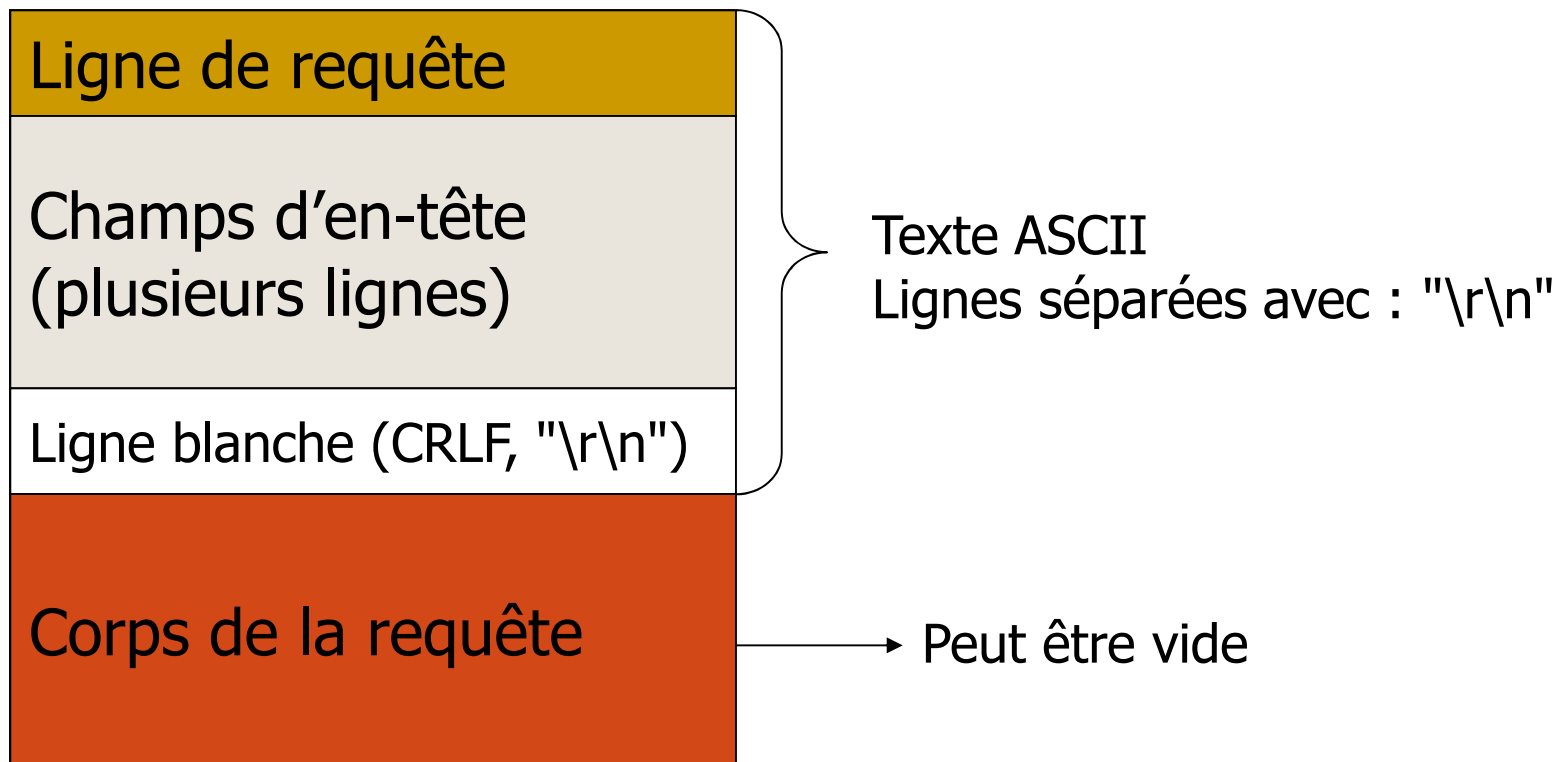 Ligne de requête
Champs d’en-tête
(plusieurs lignes)
Texte ASCII
Lignes séparées avec : "\r\n"
Ligne blanche (CRLF, "\r\n")
Corps de la requête
Peut être vide